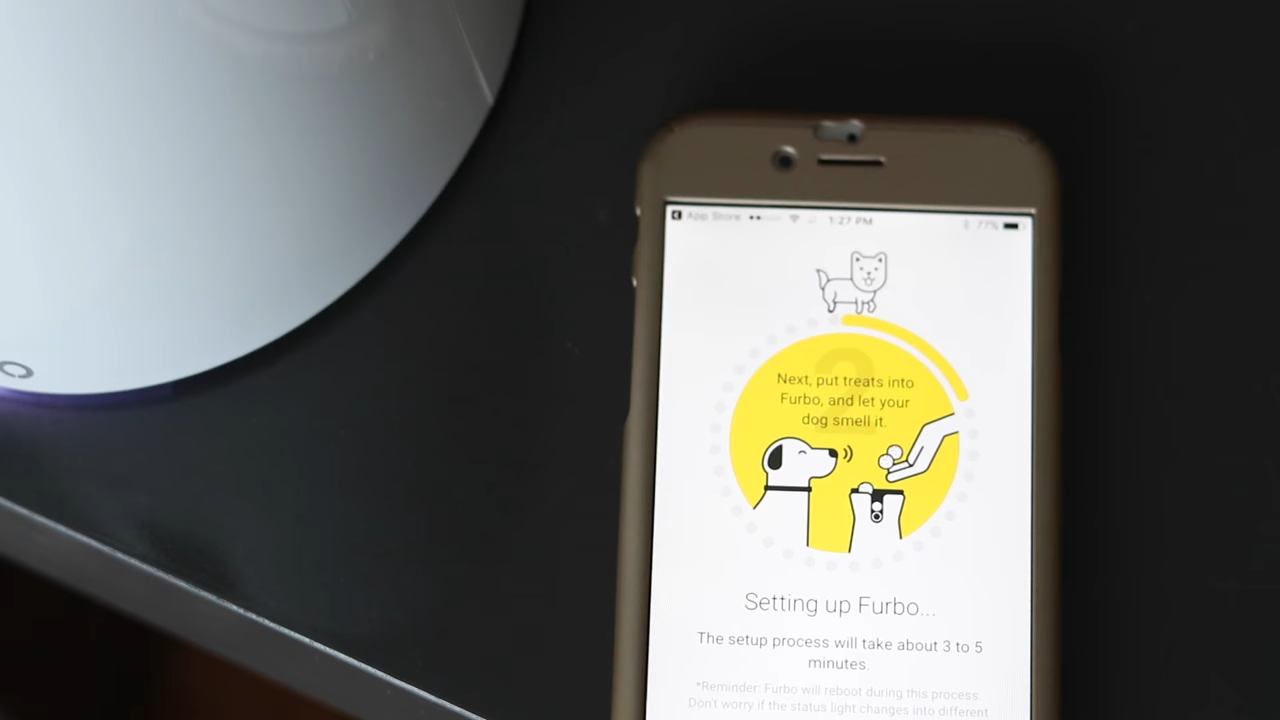 App Store 1:27 PM 77%
2
Next, put treats into
Furbo, and let your
dog smell it.
Setting up Furbo...
The setup process will take about 3 to 5
minutes.
*Reminder: Furbo will reboot during this process.
Don't worry if the status light changes into different